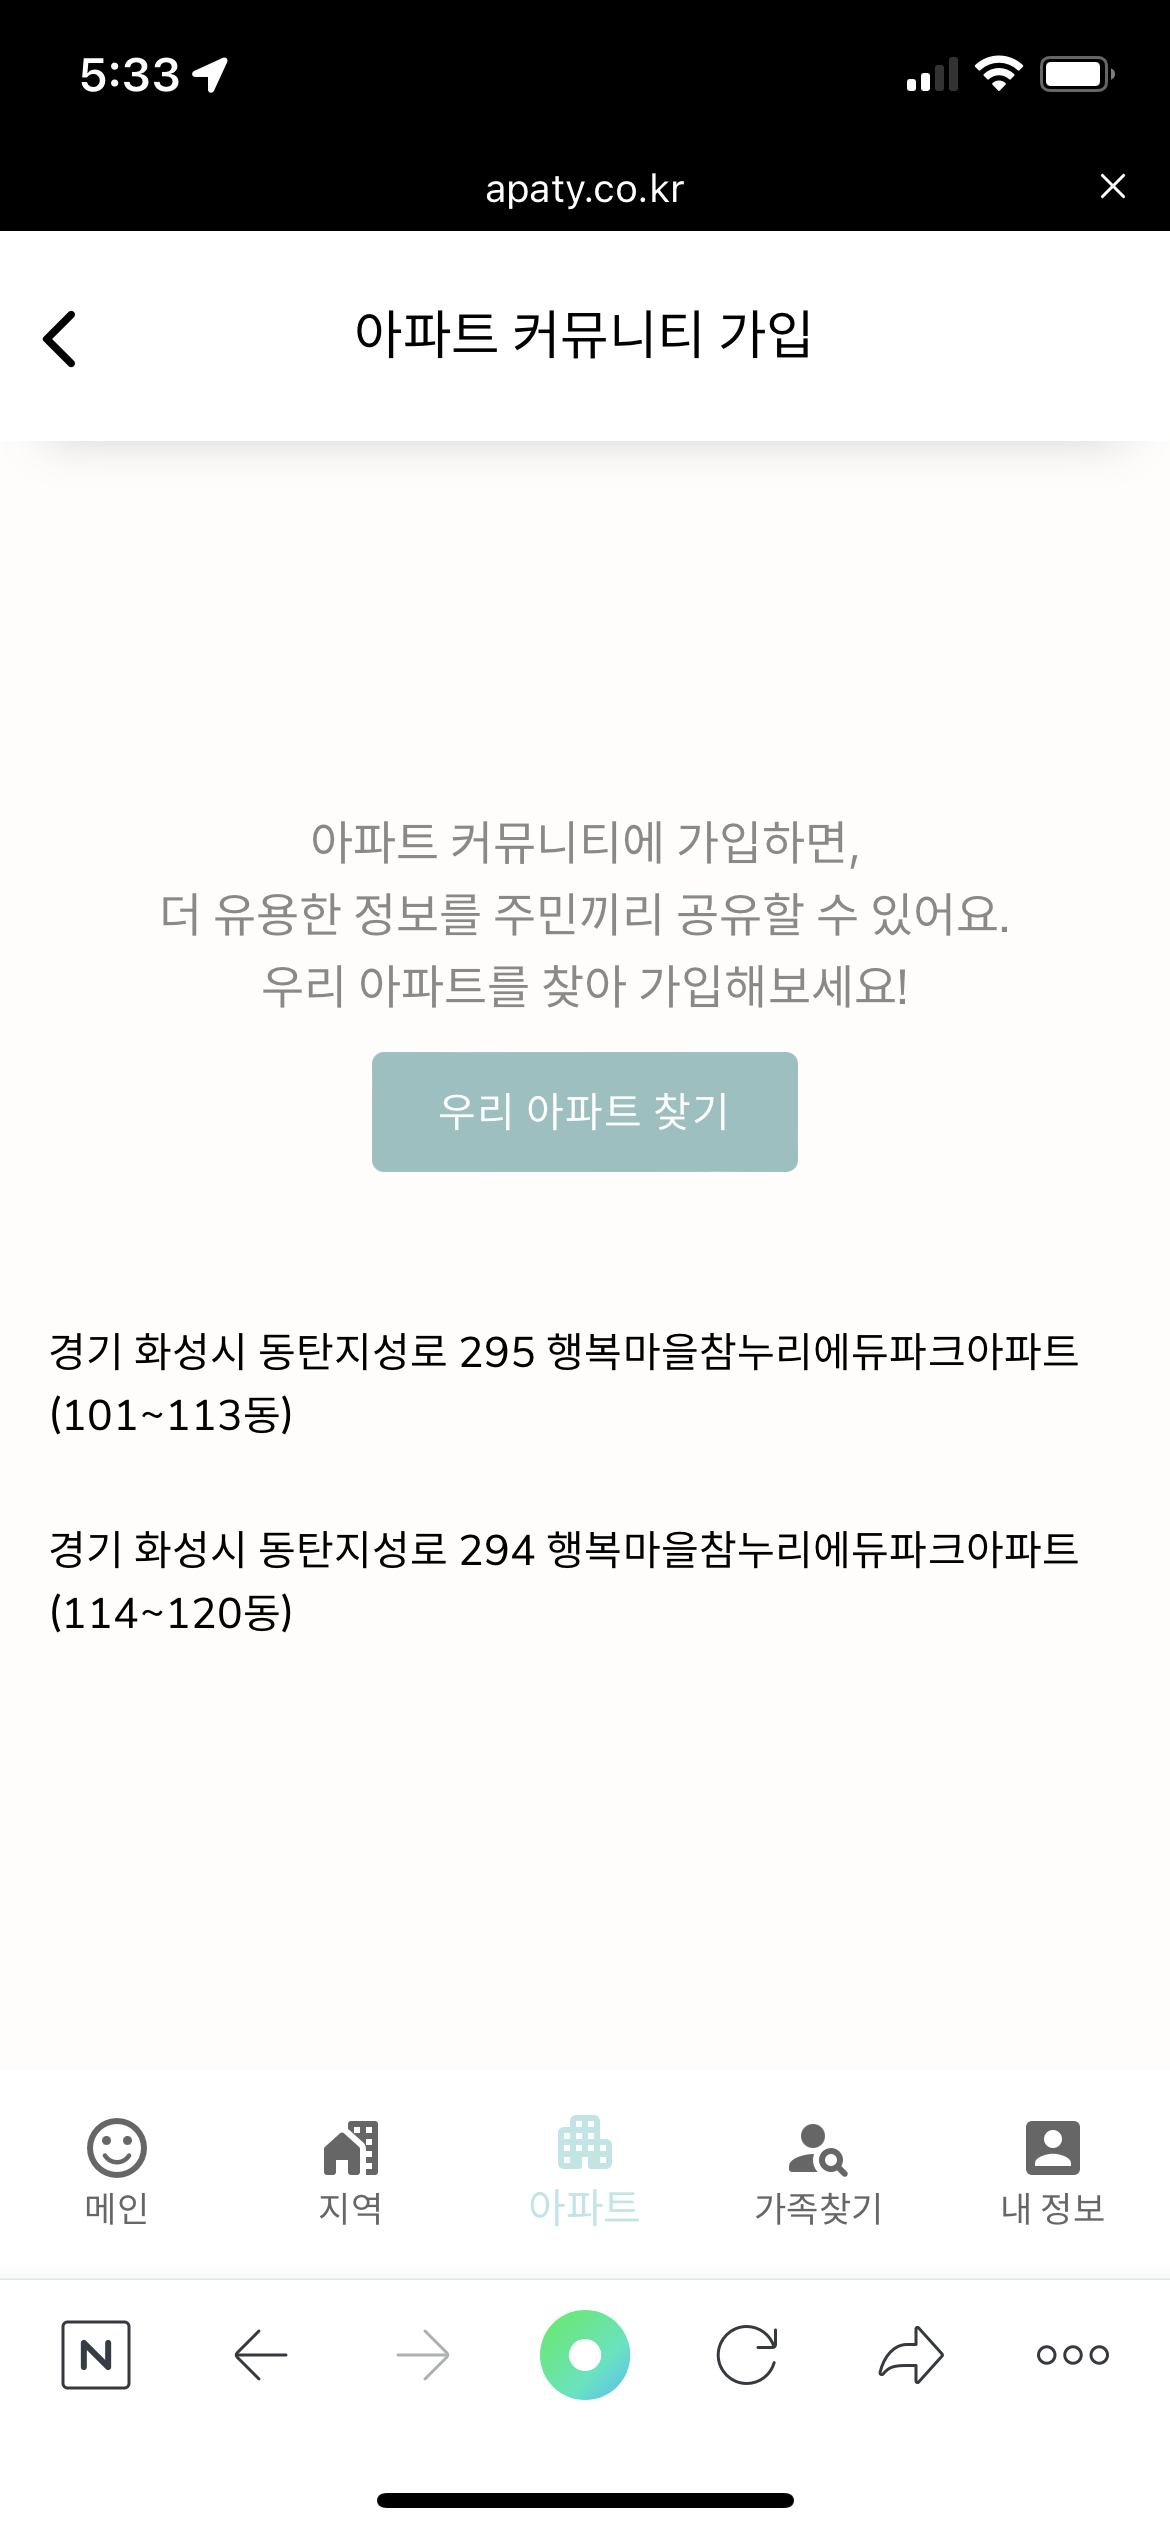 5:33
apaty.co.kr
아파트 커뮤니티 가입
아파트 커뮤니티에 가입하면,
더 유용한 정보를 주민끼리 공유할 수 있어요.
우리 아파트를 찾아 가입해보세요!
우리 아파트 찾기
경기 화성시 동탄지성로 295 행복마을참누리에듀파크아파트
(101~113동)
경기 화성시 동탄지성로 294 행복마을참누리에듀파크아파트
(114~120동)
메인 지역 아파트 가족찾기 내 정보
N